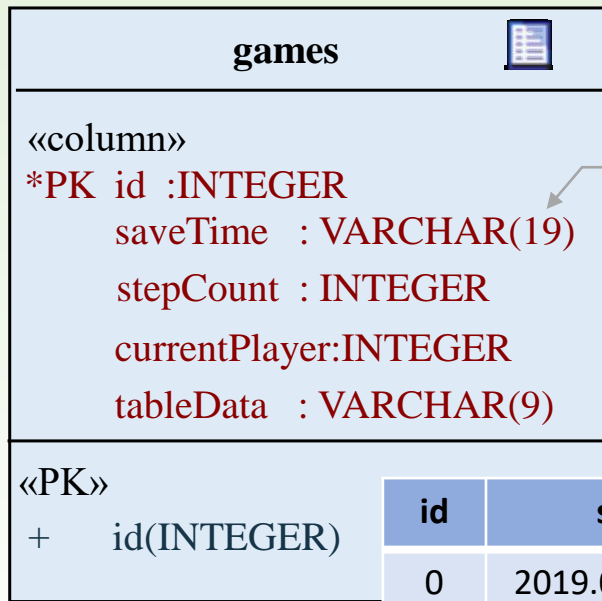 games
«column»
*PK id :INTEGER
saveTime : VARCHAR(19)
stepCount : INTEGER
currentPlayer:INTEGER
tableData : VARCHAR(9)
«PK»
+ id(INTEGER)
id s
0 2019.